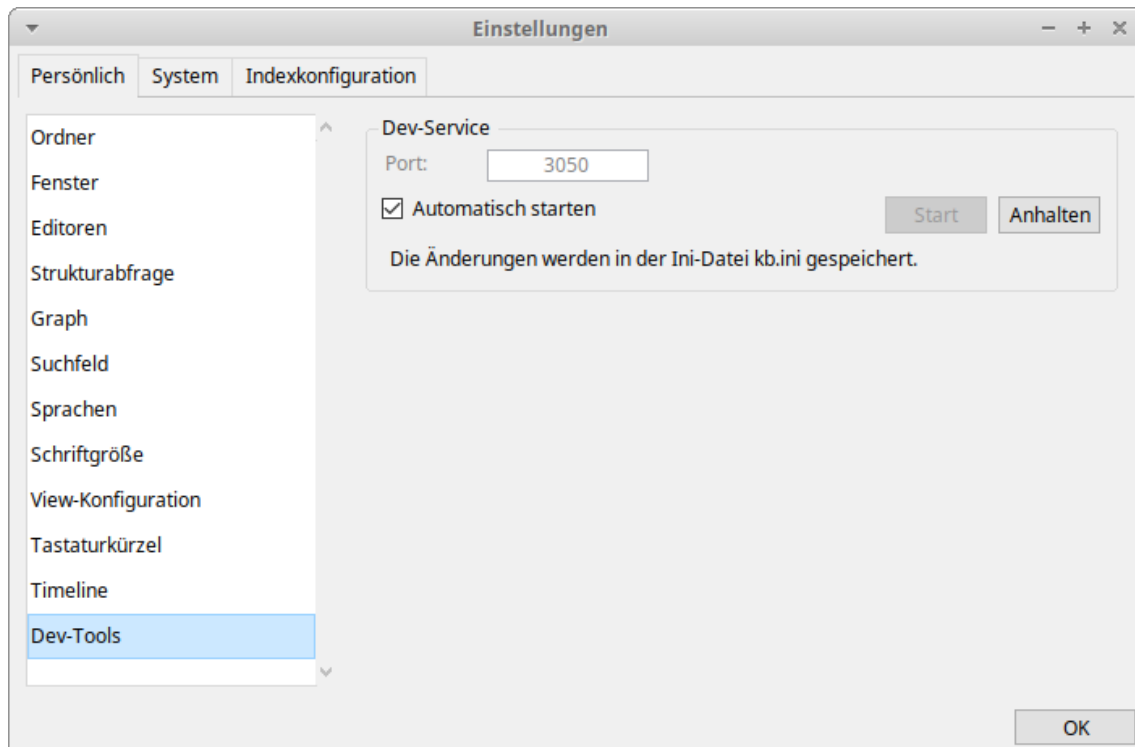 Einstellungen
Persönlich System Indexkonfiguration
Ordner
Fenster
Editoren
Strukturabfrage
Graph
Suchfeld
Sprachen
Schriftgröße
View-Konfiguration
Tastaturkürzel
Timeline
Dev-Tools
Dev-Service
Port: 3050
Automatisch starten Start Anhalten
Die Änderungen werden in der Ini-Datei kb.ini gespeichert.
OK